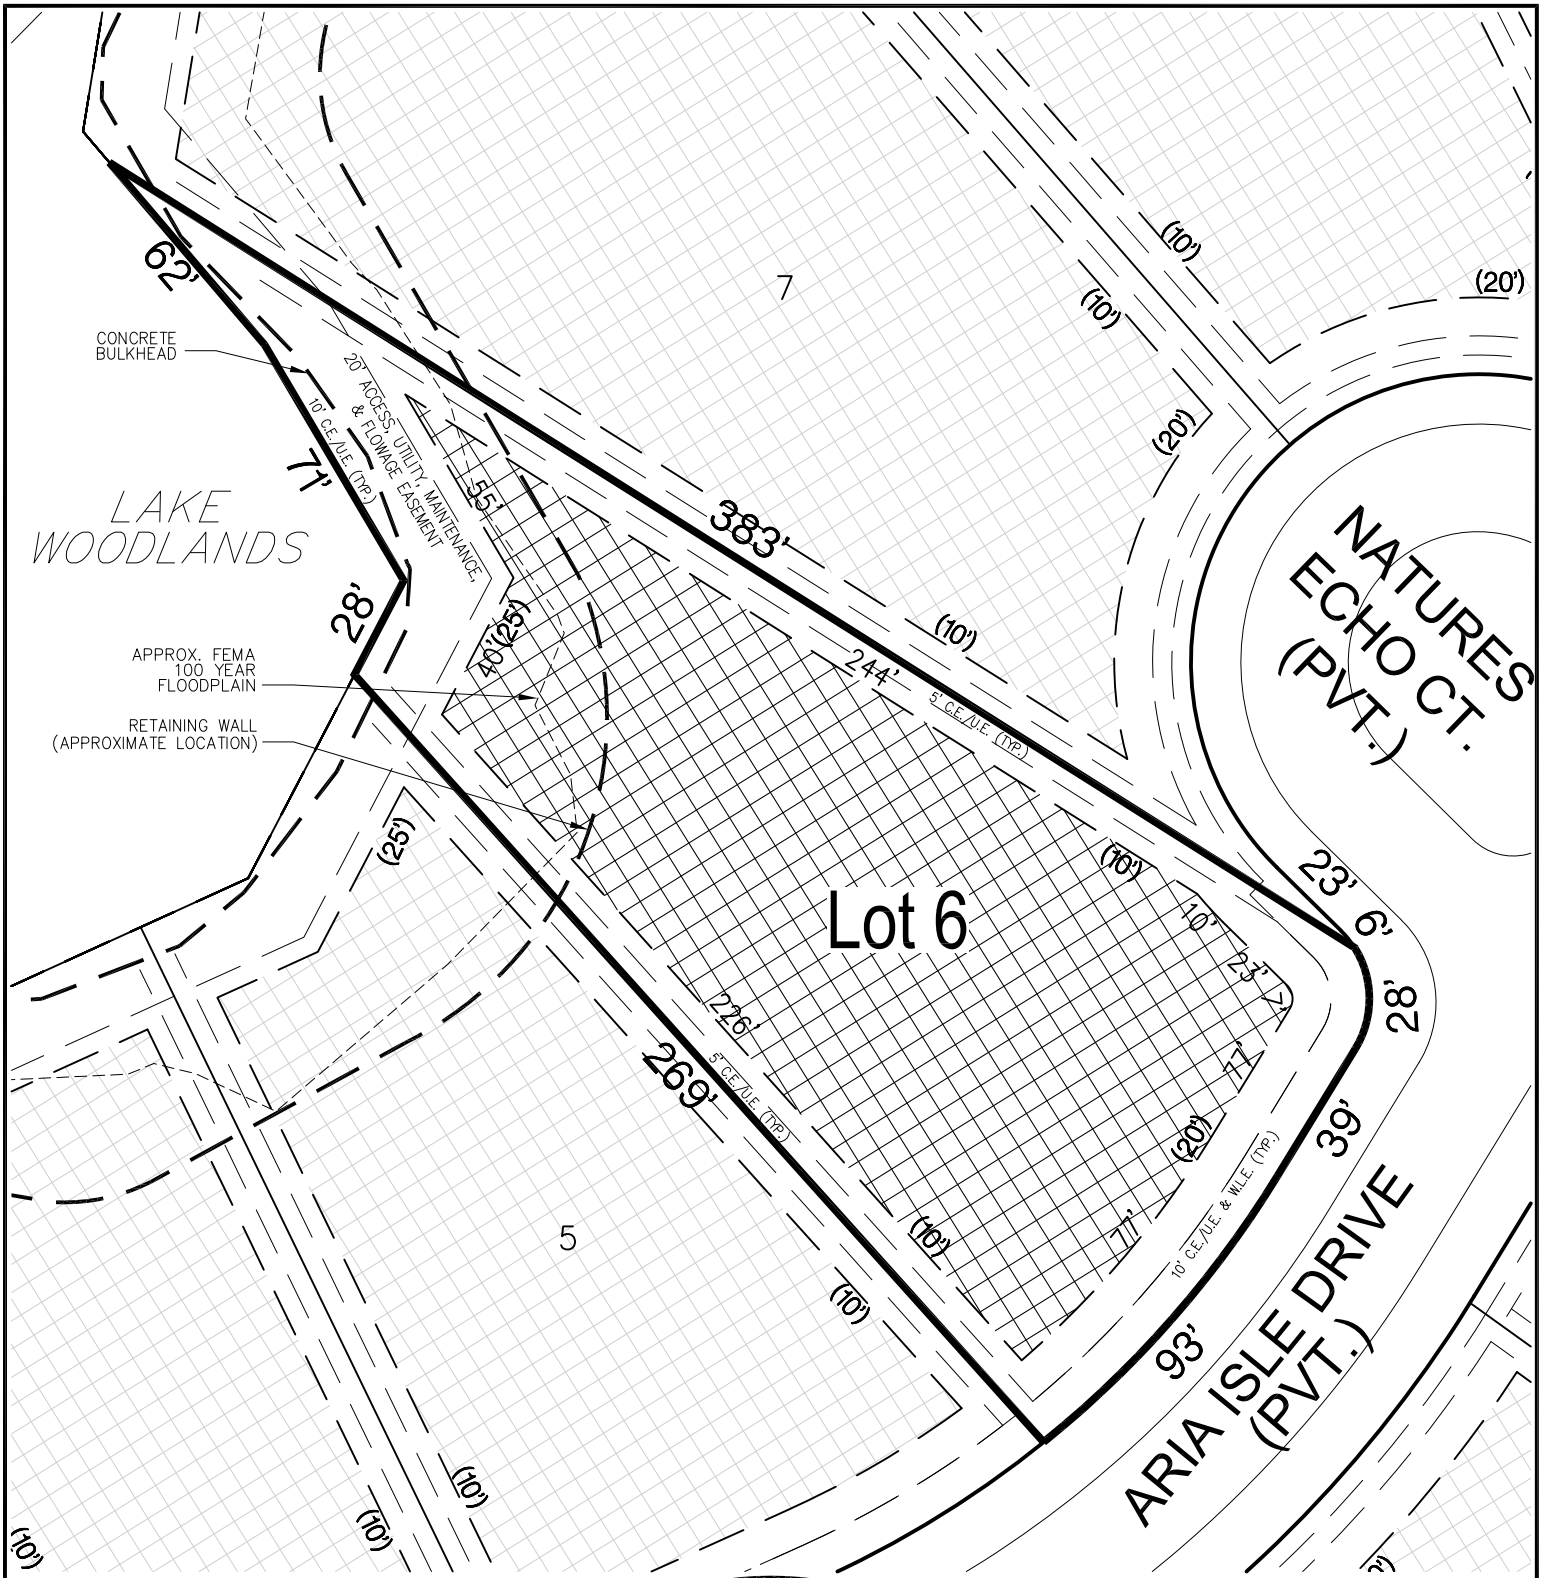 (10')
(20')
(10')
7
62'
CONCRETE
BULKHEAD
20' ACCESS, UTILITY, MAINTENANCE,
& FLOWAGE EASEMENT
10' C.E./U.E. (TYP.)
71'
(20')
LAKE
WOODLANDS
55'
383'
NATURES
ECHO CT.
(PVT.)
28'
40'
(25')
(10')
APPROX. FEMA
100 YEAR
FLOODPLAIN
244'
5' C.E./U.E. (TYP.)
RETAINING WALL
(APPROXIMATE LOCATION)
(25')
(10')
23'
6'
Lot 6
10'
23'
7'
28'
226'
269'
5' C.E./U.E. (TYP.)
77'
39'
(20')
10' C.E./U.E. & W.L.E. (TYP.)
5
(10')
77'
(10')
93'
ARIA ISLE DRIVE
(PVT.)
(10')
(10')
(10')